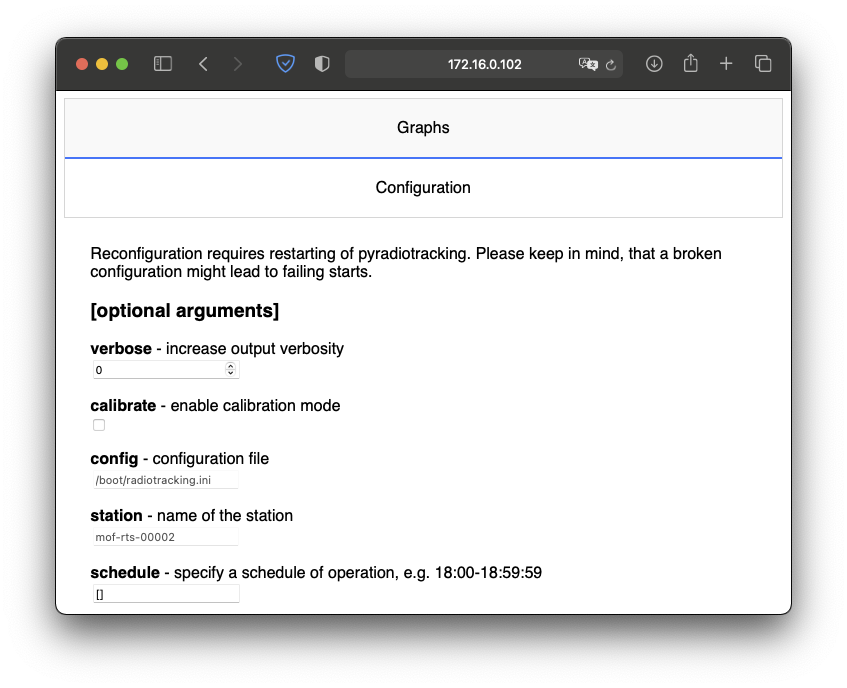 172.16.0.102
Graphs
Configuration
Reconfiguration requires restarting of pyradiotracking. Please keep in mind, that a broken
configuration might lead to failing starts.
[optional arguments]
verbose - increase output verbosity
0
calibrate - enable calibration mode
config - configuration file
/boot/radiotracking.ini
station - name of the station
mof-rts-00002
schedule - specify a schedule of operation, e.g. 18:00-18:59:59
[]